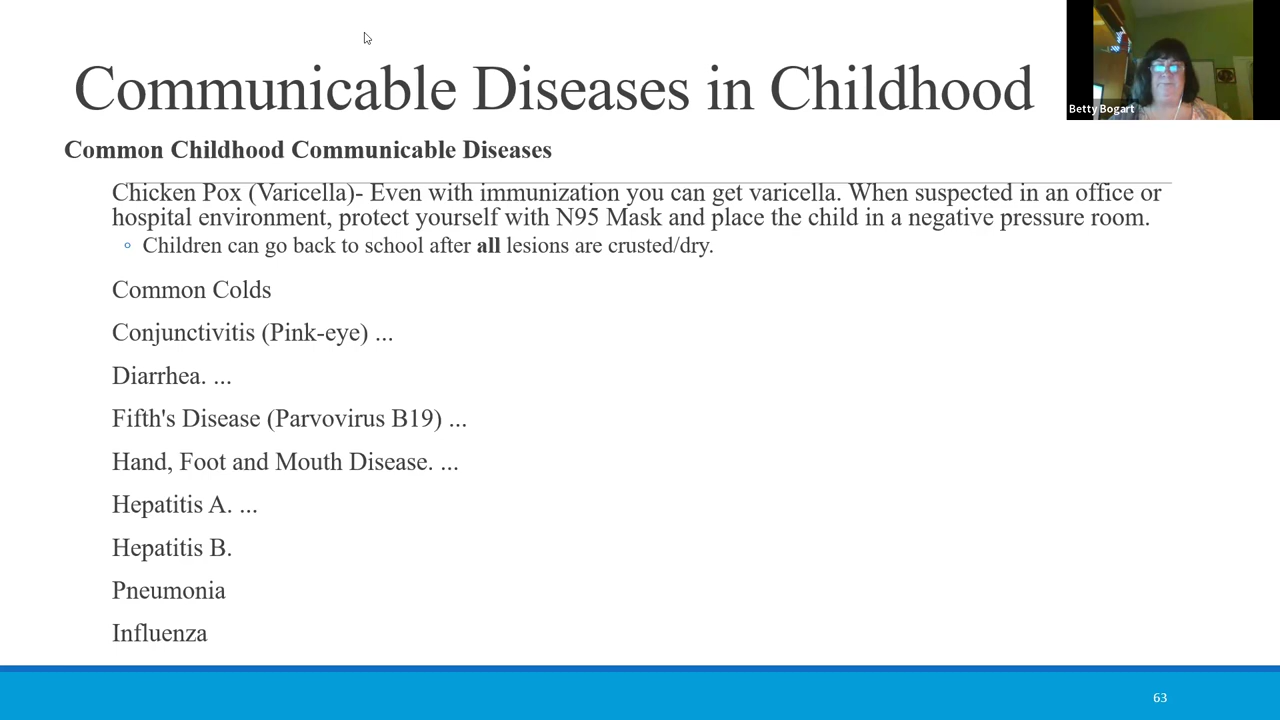 Communicable Diseases in Childhood
Betty Bogart
Common Childhood Communicable Diseases
Chicken Pox (Varicella)- Even with immunization you can get varicella. When suspected in an office or
hospital environment, protect yourself with N95 Mask and place the child in a negative pressure room.
Children can go back to school after all lesions are crusted/dry.
Common Colds
Conjunctivitis (Pink-eye) ...
Diarrhea. ...
Fifth's Disease (Parvovirus B19) ...
Hand, Foot and Mouth Disease. ...
Hepatitis A. ...
Hepatitis B.
Pneumonia
Influenza
63